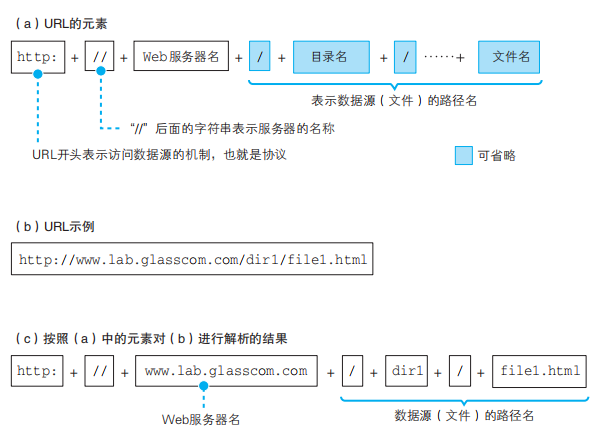 (a)URL的元素
http: + // + Web服务器名 + / + 目录名 + / ……+ 文件名
表示数据源(文件)的路径名
“//”后面的字符串表示服务器的名称
URL开头表示访问数据源的机制,也就是协议
可省略
(b)URL示例
http://www.lab.glasscom.com/dir1/file1.html
(c)按照(a)中的元素对(b)进行解析的结果
http: + // + www.lab.glasscom.com + / + dir1 + / + file1.html
Web服务器名
数据源(文件)的路径名